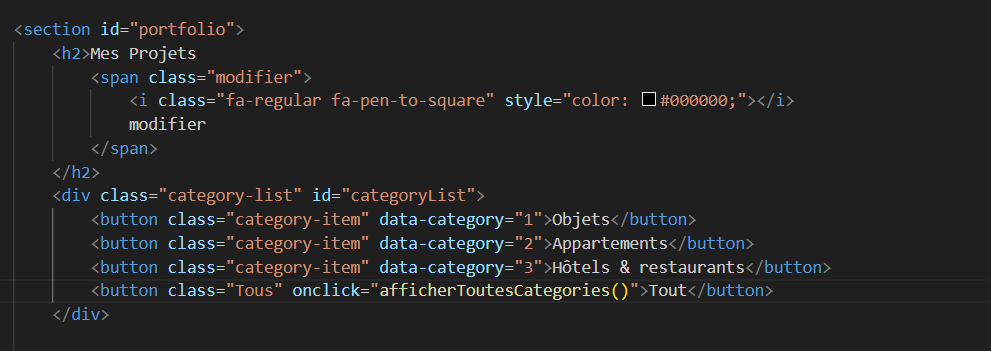 <section id="portfolio">
<h2>Mes Projets
<span class="modifier">
<i class="fa-regular fa-pen-to-square" style="color: #000000;"></i>
modifier
</span>
</h2>
<div class="category-list" id="categoryList">
<button class="category-item" data-category="1">Objets</button>
<button class="category-item" data-category="2">Appartements</button>
<button class="category-item" data-category="3">Hôtels & restaurants</button>
<button class="Tous" onclick="afficherToutesCategories()">Tout</button>
</div>